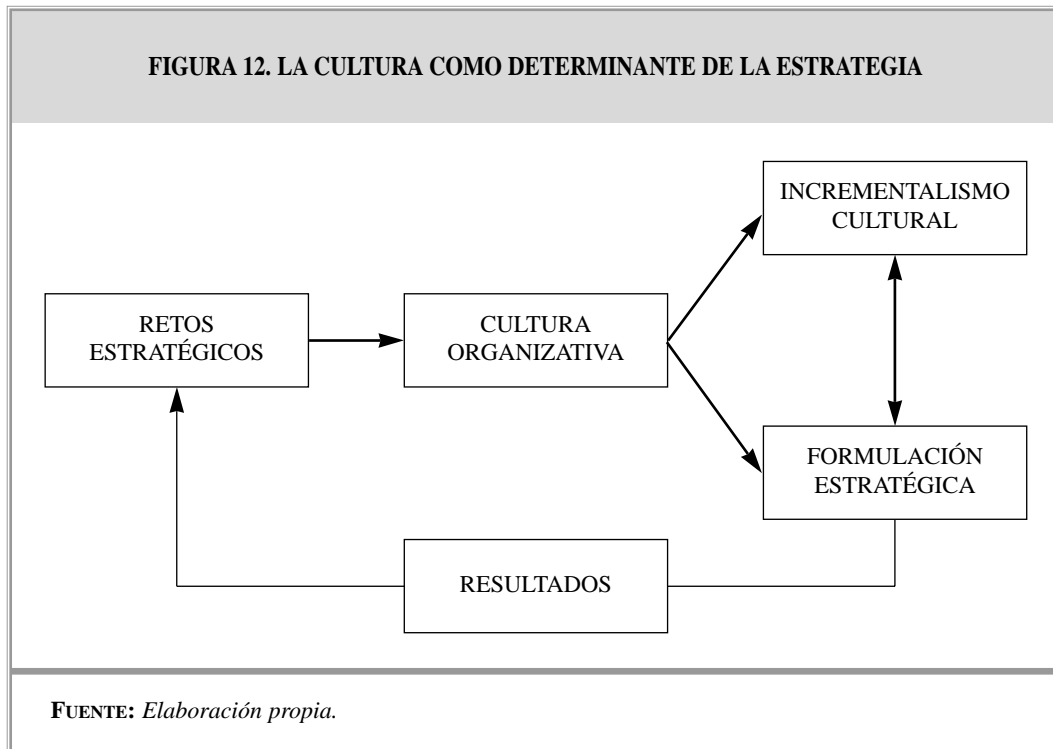 FIGURA 12. LA CULTURA COMO DETERMINANTE DE LA ESTRATEGIA
INCREMENTALISMO
CULTURAL
RETOS
ESTRATÉGICOS
CULTURA
ORGANIZATIVA
FORMULACIÓN
ESTRATÉGICA
RESULTADOS
FUENTE: Elaboración propia.